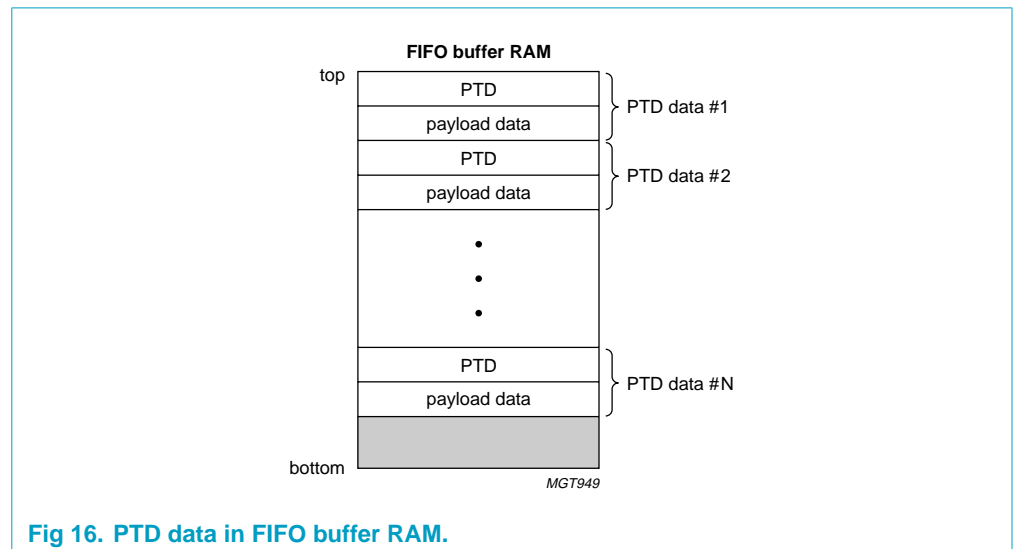 FIFO buffer RAM
top
PTD
payload data
PTD data #1
PTD
payload data
PTD data #2
PTD
payload data
PTD data #N
bottom
MGT949
Fig 16. PTD data in FIFO buffer RAM.